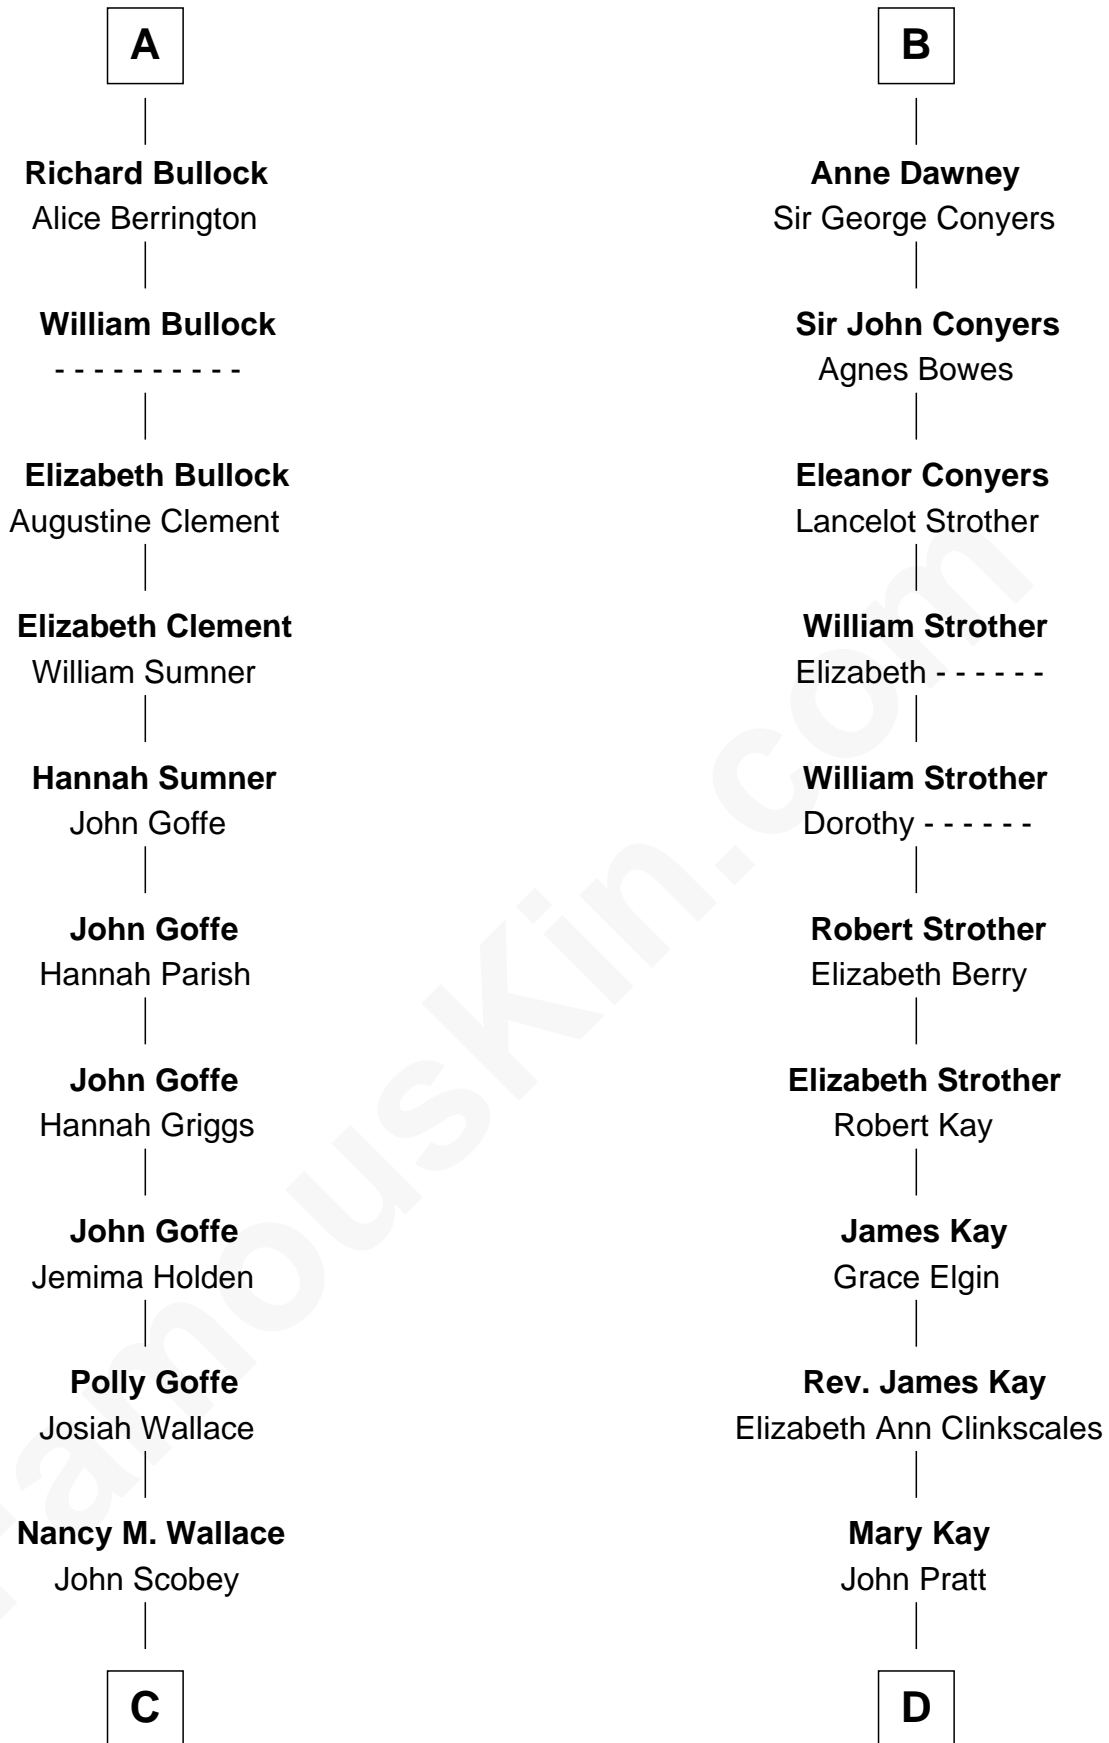 A
Richard Bullock
Alice Berrington
William Bullock
- - - - - - - - - -
Elizabeth Bullock
Augustine Clement
Elizabeth Clement
William Sumner
Hannah Sumner
John Goffe
John Goffe
Hannah Parish
John Goffe
Hannah Griggs
John Goffe
Jemima Holden
Polly Goffe
Josiah Wallace
Nancy M. Wallace
John Scobey
C
B
Anne Dawney
Sir George Conyers
Sir John Conyers
Agnes Bowes
Eleanor Conyers
Lancelot Strother
William Strother
Elizabeth - - - - - -
William Strother
Dorothy - - - - - -
Robert Strother
Elizabeth Berry
Elizabeth Strother
Robert Kay
James Kay
Grace Elgin
Rev. James Kay
Elizabeth Ann Clinkscales
Mary Kay
John Pratt
D
FamousKin.com